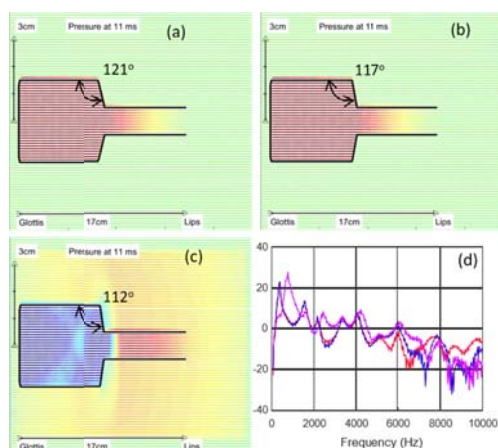 3cm Pressure at 11 ms (a)
121°
Glottis 17cm Lips
3cm Pressure at 11 ms (b)
117°
Glottis 17cm Lips
3cm Pressure at 11 ms (c)
112°
Glottis 17cm Lips
(d)
20
0
-20
-40
0 2000 4000 6000 8000 10000
Frequency (Hz)